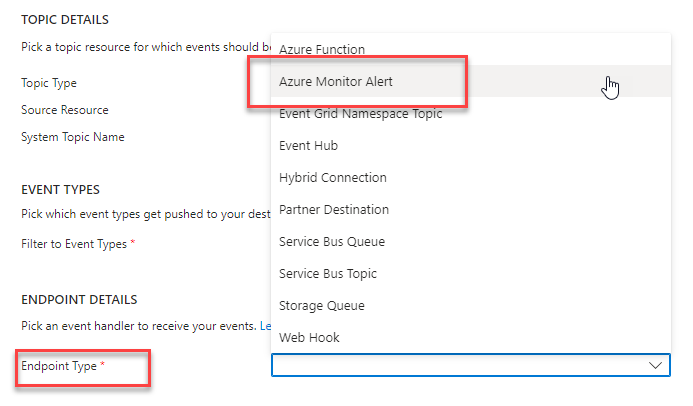 TOPIC DETAILS
Pick a topic resource for which events should be
Azure Function
Topic Type
Azure Monitor Alert
Source Resource
Event Grid Namespace Topic
System Topic Name
Event Hub
Hybrid Connection
EVENT TYPES
Pick which event types get pushed to your dest
Partner Destination
Filter to Event Types *
Service Bus Queue
Service Bus Topic
ENDPOINT DETAILS
Storage Queue
Pick an event handler to receive your events. Le
Web Hook
Endpoint Type *